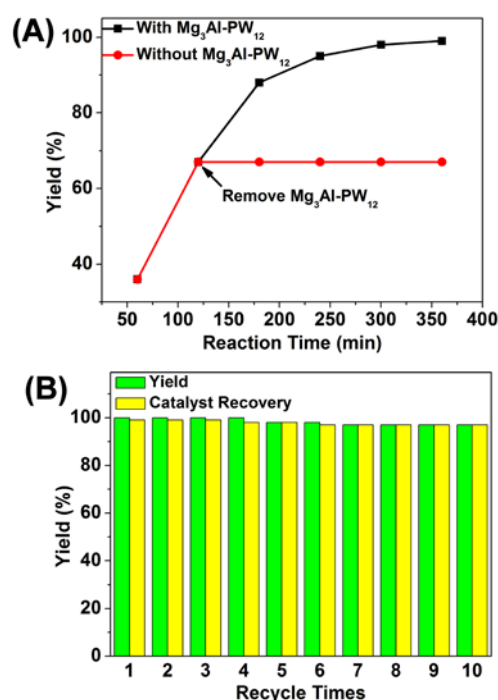 (A)
With Mg₃Al-PW₁₂
Without Mg₃Al-PW₁₂
100
80
60
40
Yield (%)
Remove Mg₃Al-PW₁₂
50 100 150 200 250 300 350 400
Reaction Time (min)
(B)
Yield
Catalyst Recovery
100
80
60
40
20
0
Yield (%)
1 2 3 4 5 6 7 8 9 10
Recycle Times